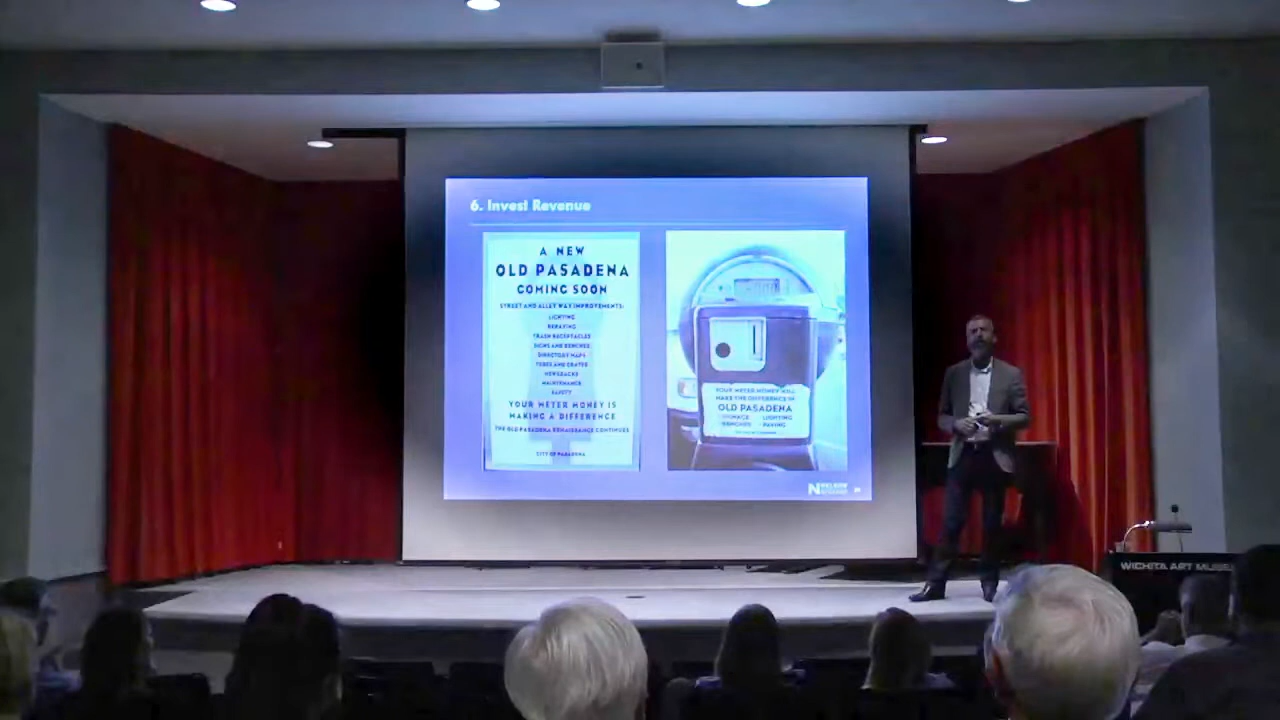 6. Invest Revenue
A NEW
OLD PASADENA
COMING SOON
STREET AND ALLEY WAY IMPROVEMENTS:
LIGHTING
REPAVING
TRASH RECEPTACLES
SIGNS AND BENCHES
DIRECTORY MAPS
TREES AND GRATES
NEWSRACKS
MAINTENANCE
SAFETY
YOUR METER MONEY IS
MAKING A DIFFERENCE
THE OLD PASADENA RENAISSANCE CONTINUES
CITY OF PASADENA
YOUR METER MONEY WILL
MAKE THE DIFFERENCE IN
OLD PASADENA
SIGNAGE LIGHTING
BENCHES PAVING
NELSON
NYGAARD
WICHITA ART MUSE